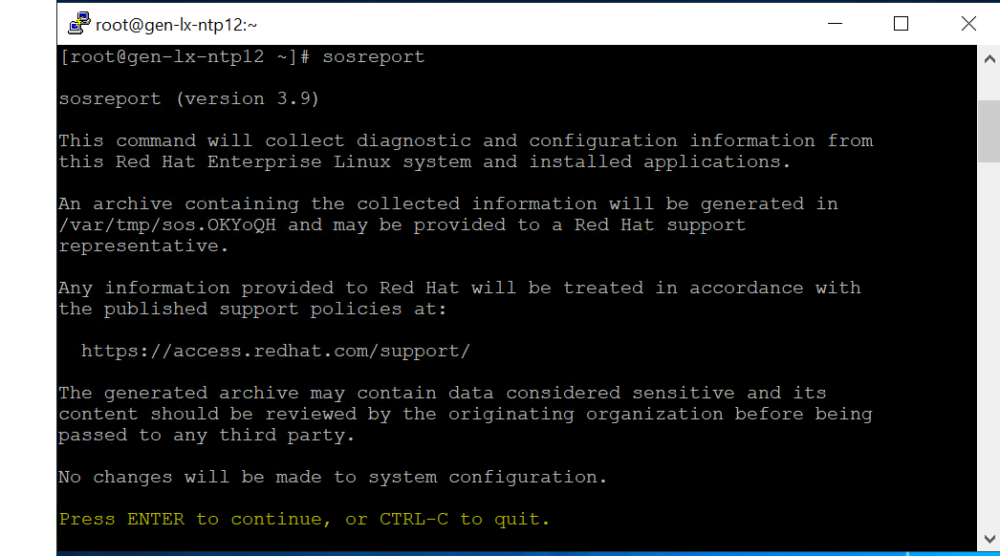 root@gen-lx-ntp12:~
[root@gen-lx-ntp12 ~]# sosreport
sosreport (version 3.9)
This command will collect diagnostic and configuration information from
this Red Hat Enterprise Linux system and installed applications.
An archive containing the collected information will be generated in
/var/tmp/sos.OKYoQH and may be provided to a Red Hat support
representative.
Any information provided to Red Hat will be treated in accordance with
the published support policies at:
https://access.redhat.com/support/
The generated archive may contain data considered sensitive and its
content should be reviewed by the originating organization before being
passed to any third party.
No changes will be made to system configuration.
Press ENTER to continue, or CTRL-C to quit.